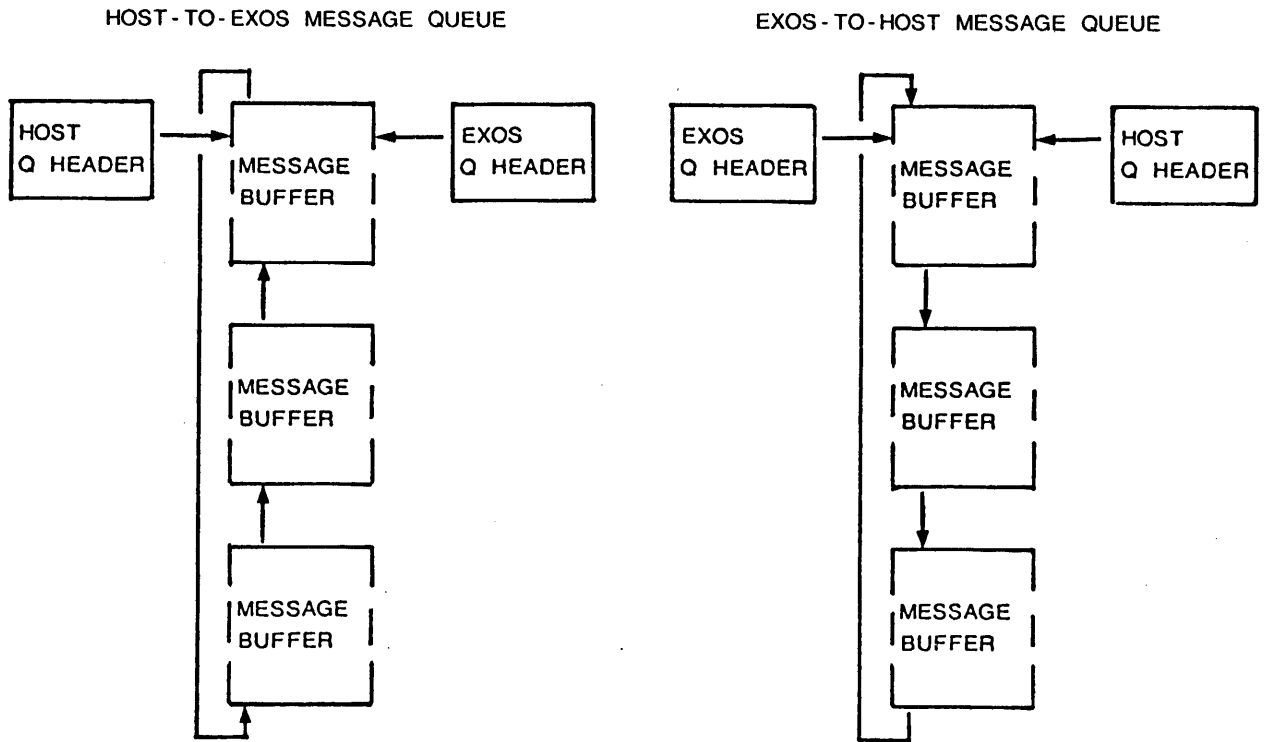 HOST-TO-EXOS MESSAGE QUEUE
HOST
Q HEADER
MESSAGE
BUFFER
EXOS
Q HEADER
MESSAGE
BUFFER
MESSAGE
BUFFER
EXOS-TO-HOST MESSAGE QUEUE
EXOS
Q HEADER
MESSAGE
BUFFER
HOST
Q HEADER
MESSAGE
BUFFER
MESSAGE
BUFFER